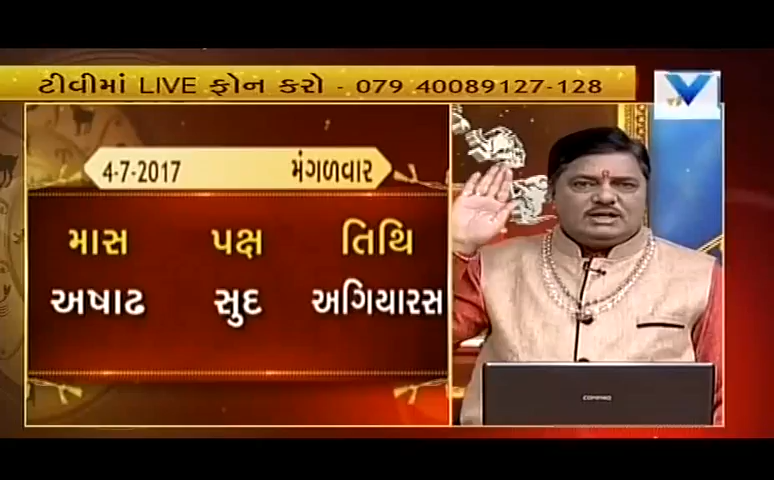 ટીવીમાં LIVE ફોન કરો - 079 40089127-128
4-7-2017 મંગળવાર
માસ પક્ષ તિથિ
અષાઢ સુદ અગિયારસ